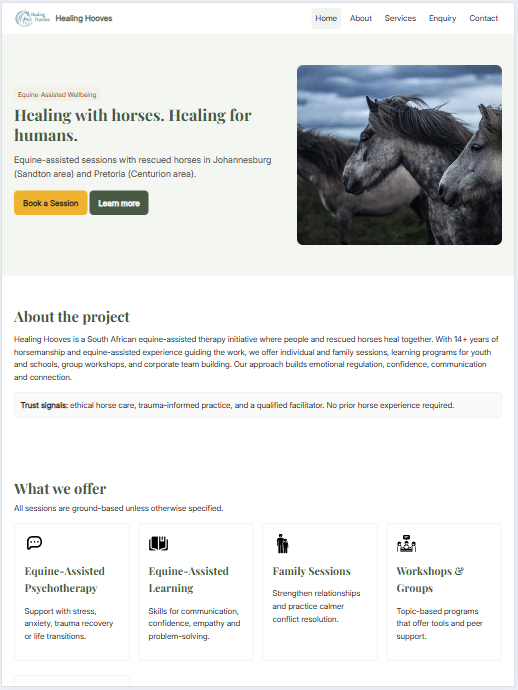 Healing Hooves
Healing Hooves
Home About Services Enquiry Contact
Equine-Assisted Wellbeing
Healing with horses. Healing for
humans.
Equine-assisted sessions with rescued horses in Johannesburg
(Sandton area) and Pretoria (Centurion area).
Book a Session Learn more
About the project
Healing Hooves is a South African equine-assisted therapy initiative where people and rescued horses heal together. With 14+ years of
horsemanship and equine-assisted experience guiding the work, we offer individual and family sessions, learning programs for youth
and schools, group workshops, and corporate team building. Our approach builds emotional regulation, confidence, communication
and connection.
Trust signals: ethical horse care, trauma-informed practice, and a qualified facilitator. No prior horse experience required.
What we offer
All sessions are ground-based unless otherwise specified.
Equine-Assisted
Psychotherapy
Support with stress,
anxiety, trauma recovery
or life transitions.
Equine-Assisted
Learning
Skills for communication,
confidence, empathy and
problem-solving.
Family Sessions
Strengthen relationships
and practice calmer
conflict resolution.
Workshops &
Groups
Topic-based programs
that offer tools and peer
support.